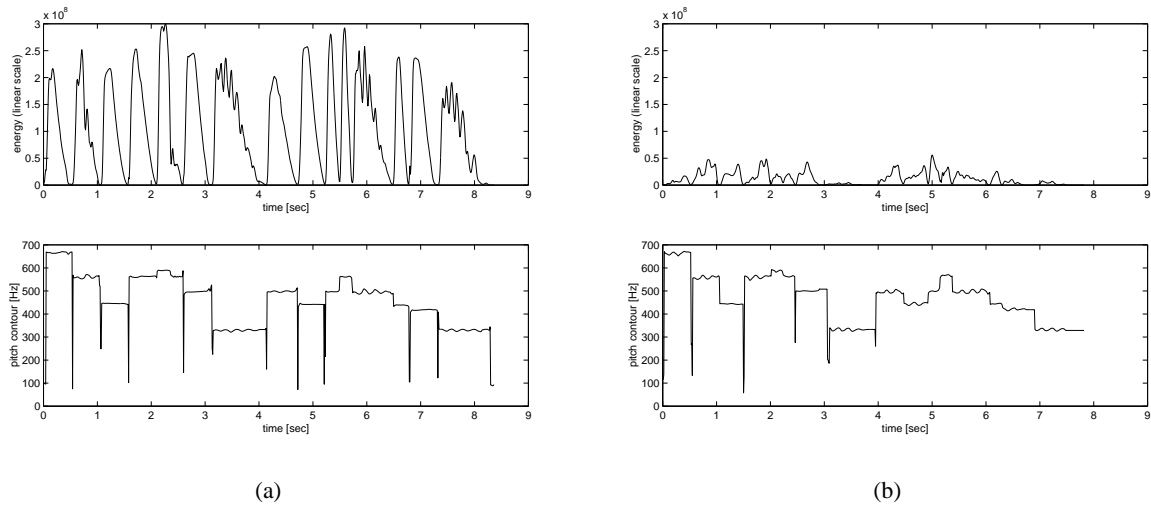 x 10^8
3
2.5
2
1.5
1
0.5
0
energy (linear scale)
0 1 2 3 4 5 6 7 8 9
time [sec]
700
600
500
400
300
200
100
0
pitch contour [Hz]
0 1 2 3 4 5 6 7 8 9
time [sec]
(a)
x 10^8
3
2.5
2
1.5
1
0.5
0
energy (linear scale)
0 1 2 3 4 5 6 7 8 9
time [sec]
700
600
500
400
300
200
100
0
pitch contour [Hz]
0 1 2 3 4 5 6 7 8 9
time [sec]
(b)